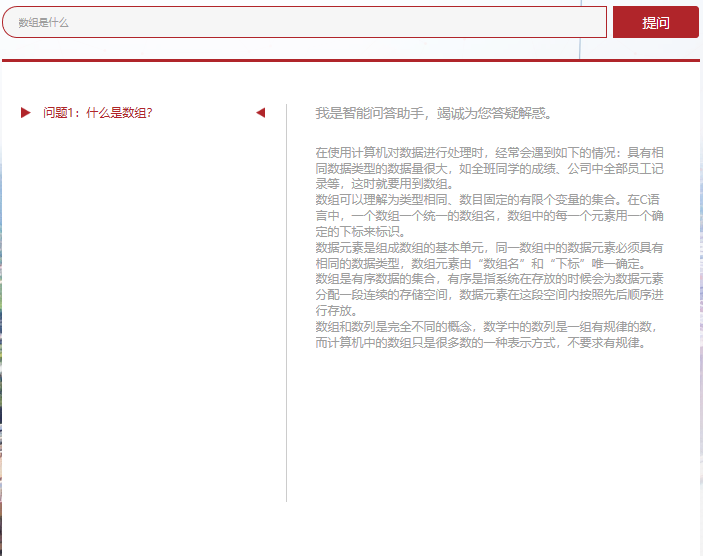 数组是什么
提问
问题1：什么是数组?
我是智能问答助手，竭诚为您答疑解惑。
在使用计算机对数据进行处理时，经常会遇到如下的情况：具有相
同数据类型的数据量很大，如全班同学的成绩、公司中全部员工记
录等，这时就要用到数组。
数组可以理解为类型相同、数目固定的有限个变量的集合。在C语
言中，一个数组一个统一的数组名，数组中的每一个元素用一个确
定的下标来标识。
数据元素是组成数组的基本单元，同一数组中的数据元素必须具有
相同的数据类型，数组元素由“数组名”和“下标”唯一确定。
数组是有序数据的集合，有序是指系统在存放的时候会为数据元素
分配一段连续的存储空间，数据元素在这段空间内按照先后顺序进
行存放。
数组和数列是完全不同的概念，数学中的数列是一组有规律的数，
而计算机中的数组只是很多数的一种表示方式，不要求有规律。